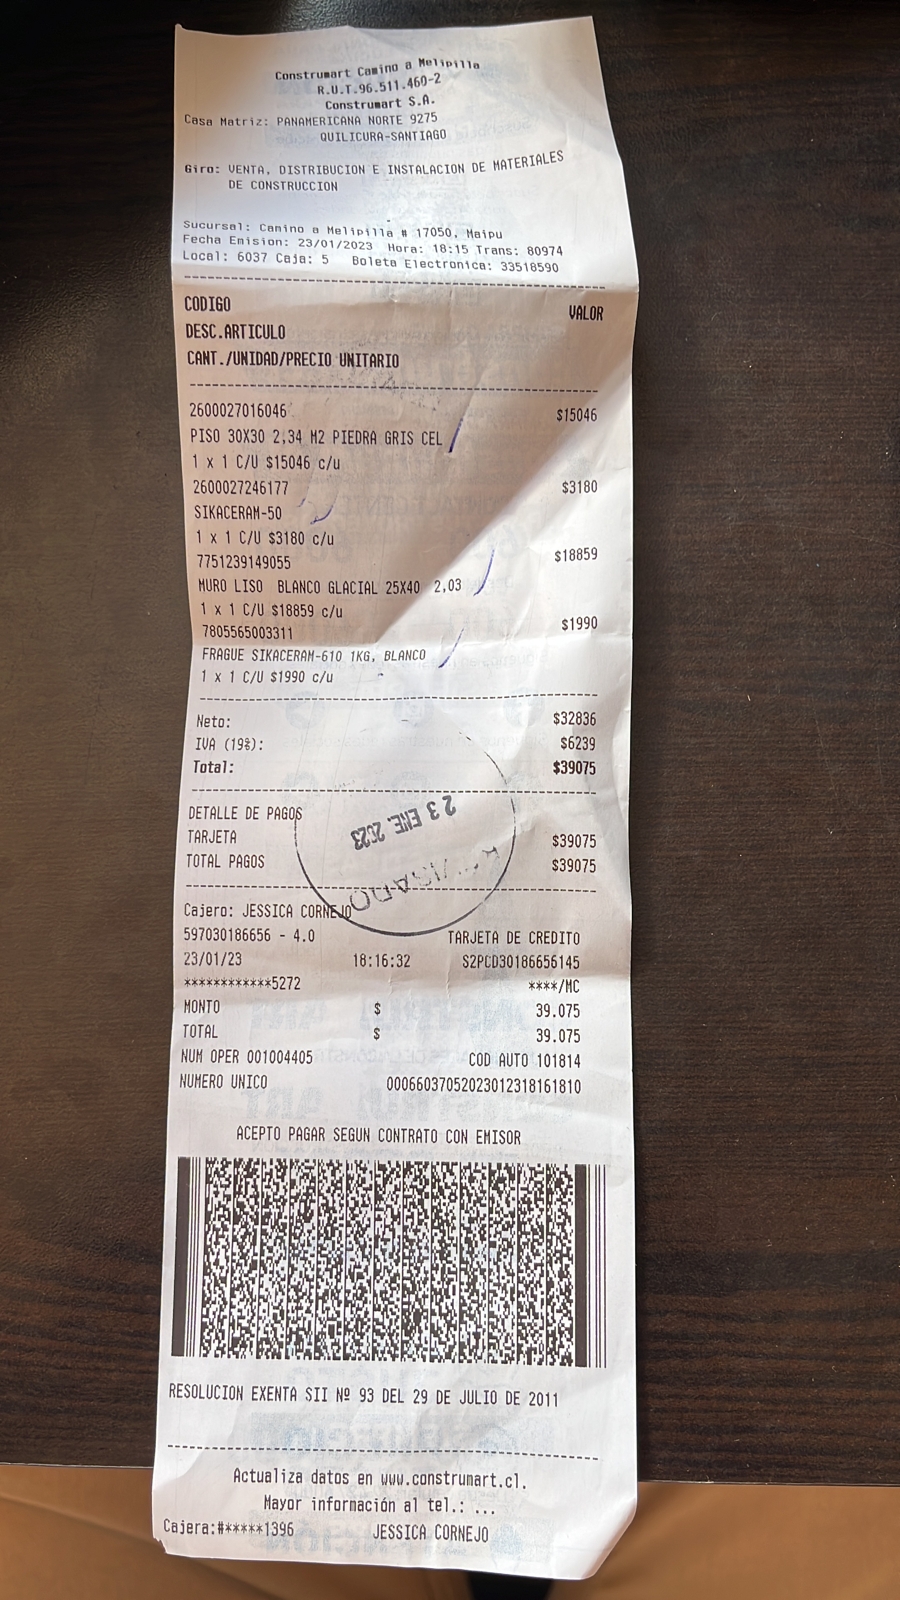 Construmart Camino a Melipilla
R.U.T.96.511.460-2
Construmart S.A.
Casa Matriz: PANAMERICANA NORTE 9275
QUILICURA-SANTIAGO
Giro: VENTA, DISTRIBUCION E INSTALACION DE MATERIALES
DE CONSTRUCCION
Sucursal: Camino a Melipilla # 17050, Maipu
Fecha Emision: 23/01/2023 Hora: 18:15 Trans: 80974
Local: 6037 Caja: 5 Boleta Electronica: 33518590
CODIGO VALOR
DESC.ARTICULO
CANT./UNIDAD/PRECIO UNITARIO
2600027016046 $15046
PISO 30X30 2,34 M2 PIEDRA GRIS CEL
1 x 1 C/U $15046 c/u
2600027246177 $3180
SIKACERAM-50
1 x 1 C/U $3180 c/u
7751239149055 $18859
MURO LISO BLANCO GLACIAL 25X40 2,03
1 x 1 C/U $18859 c/u
7805565003311 $1990
FRAGUE SIKACERAM-610 1KG, BLANCO
1 x 1 C/U $1990 c/u
Neto: $32836
IVA (19%): $6239
Total: $39075
DETALLE DE PAGOS
23 ENE. 2023
TARJETA $39075
TOTAL PAGOS $39075
REVISADO
Cajero: JESSICA CORNEJO
597030186656 - 4.0 TARJETA DE CREDITO
23/01/23 18:16:32 S2PCD30186656145
************5272 ****/MC
MONTO $ 39.075
TOTAL $ 39.075
NUM OPER 001004405 COD AUTO 101814
NUMERO UNICO 00066037052023012318161810
ACEPTO PAGAR SEGUN CONTRATO CON EMISOR
RESOLUCION EXENTA SII Nº 93 DEL 29 DE JULIO DE 2011
Actualiza datos en www.construmart.cl.
Mayor información al tel.: ...
Cajera:#*****1396 JESSICA CORNEJO